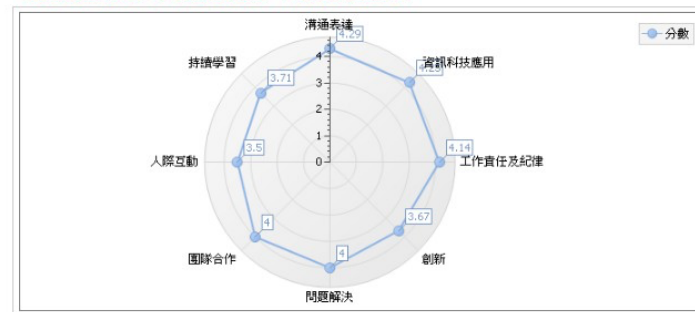 溝通表達
4.29
分數
持續學習
3.71
資訊科技應用
4
3
2
1
0
人際互動
3.5
4.14
工作責任及紀律
4
3.67
團隊合作
4
創新
問題解決